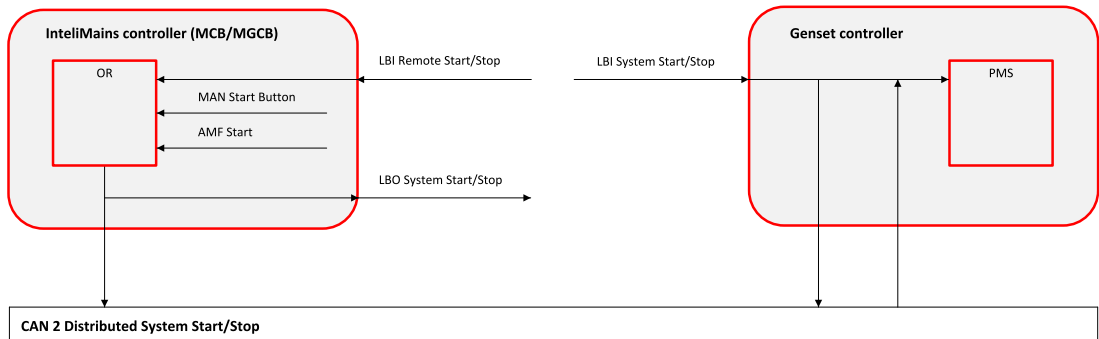 InteliMains controller (MCB/MGCB)
OR
LBI Remote Start/Stop
MAN Start Button
AMF Start
LBO System Start/Stop
LBI System Start/Stop
Genset controller
PMS
CAN 2 Distributed System Start/Stop